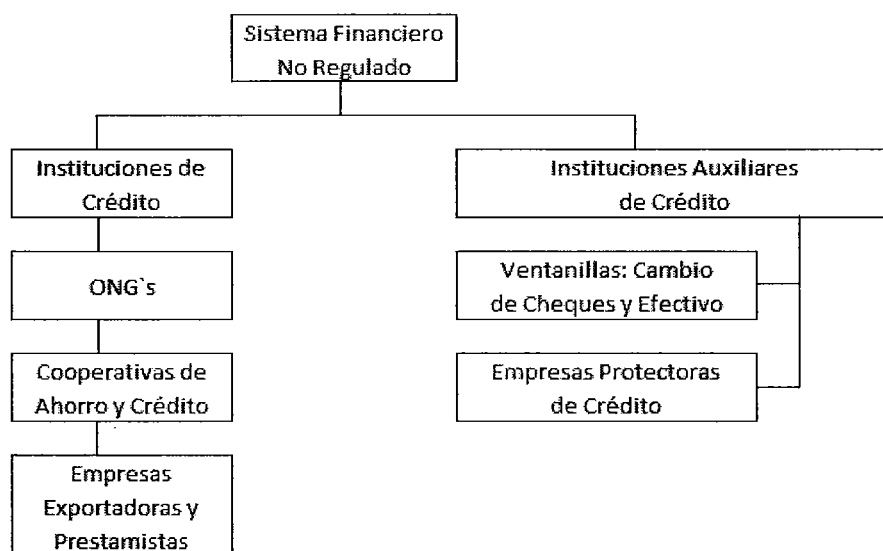 Sistema Financiero
No Regulado
Instituciones de
Crédito
ONG`s
Cooperativas de
Ahorro y Crédito
Empresas
Exportadoras y
Prestamistas
Instituciones Auxiliares
de Crédito
Ventanillas: Cambio
de Cheques y Efectivo
Empresas Protectoras
de Crédito